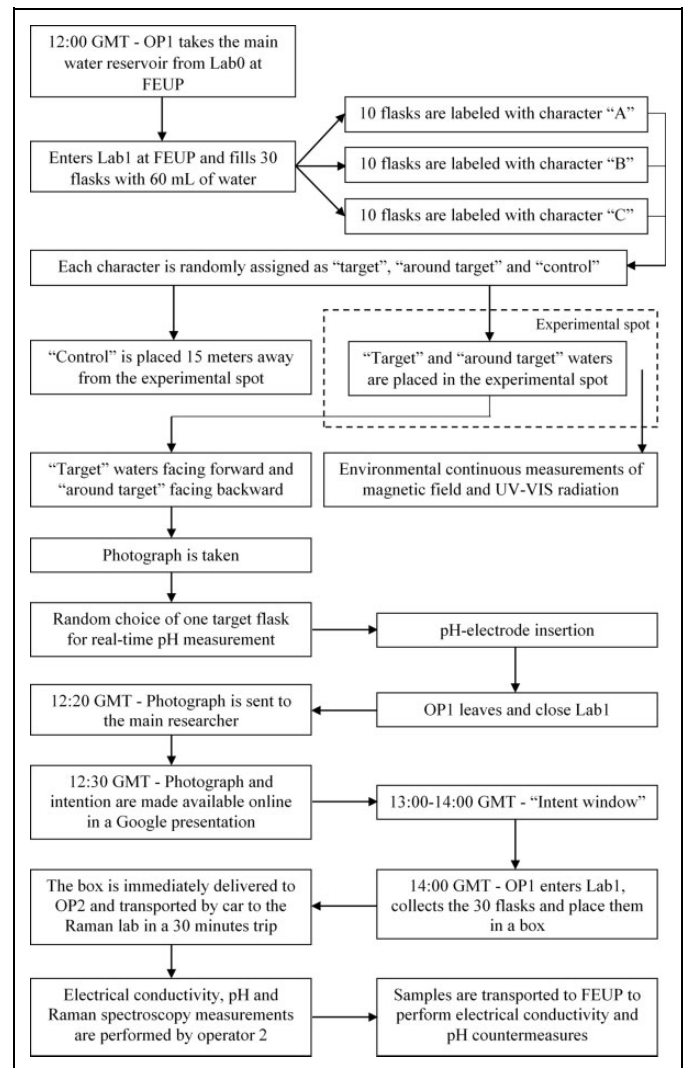 12:00 GMT - OP1 takes the main
water reservoir from Lab0 at
FEUP
Enters Lab1 at FEUP and fills 30
flasks with 60 mL of water
10 flasks are labeled with character “A”
10 flasks are labeled with character “B”
10 flasks are labeled with character “C”
Each character is randomly assigned as “target”, “around target” and “control”
Experimental spot
“Control” is placed 15 meters away
from the experimental spot
“Target” and “around target” waters
are placed in the experimental spot
“Target” waters facing forward and
“around target” facing backward
Environmental continuous measurements of
magnetic field and UV-VIS radiation
Photograph is taken
Random choice of one target flask
for real-time pH measurement
pH-electrode insertion
12:20 GMT - Photograph is sent to
the main researcher
OP1 leaves and close Lab1
12:30 GMT - Photograph and
intention are made available online
in a Google presentation
13:00-14:00 GMT - “Intent window”
The box is immediately delivered to
OP2 and transported by car to the
Raman lab in a 30 minutes trip
14:00 GMT - OP1 enters Lab1,
collects the 30 flasks and place them
in a box
Electrical conductivity, pH and
Raman spectroscopy measurements
are performed by operator 2
Samples are transported to FEUP to
perform electrical conductivity and
pH countermeasures